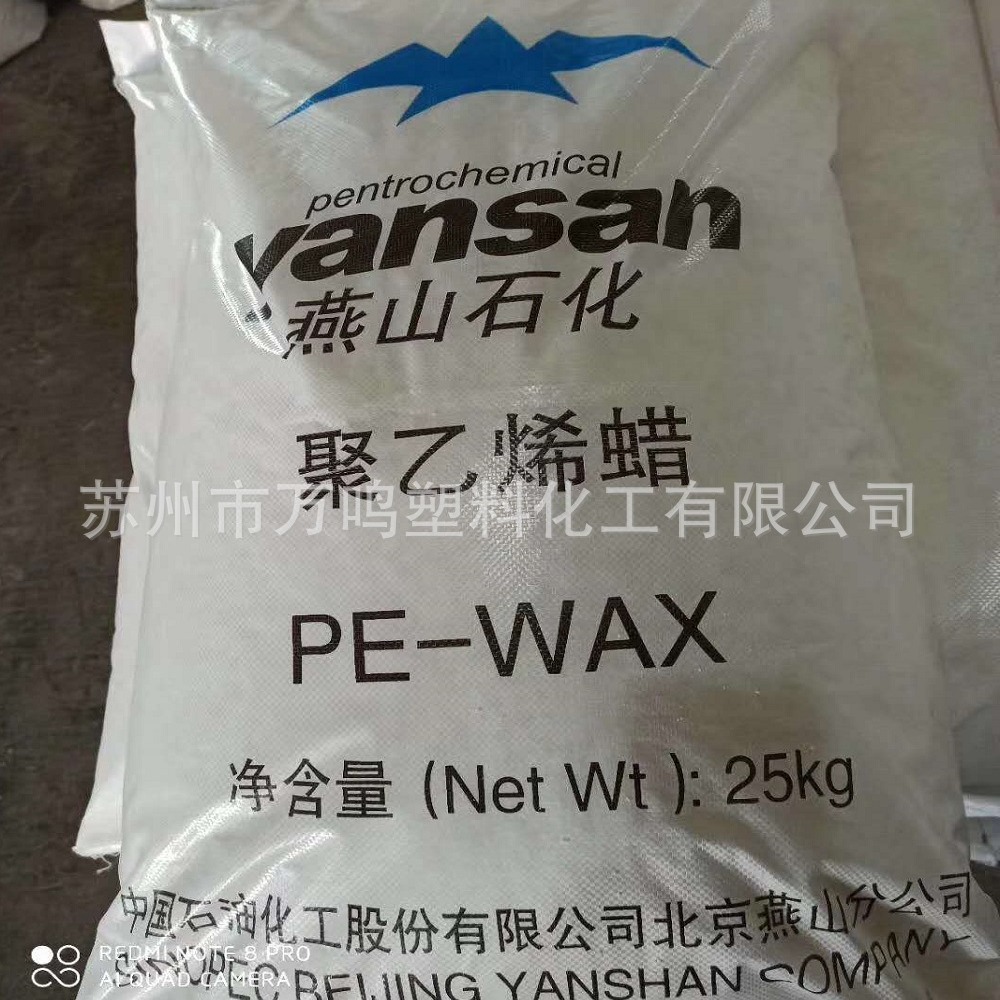 pentrochemical
yansan
燕山石化
聚乙烯蜡
苏州市万鸣塑料化工有限公司
PE-WAX
净含量 (Net Wt ): 25kg
中国石油化工股份有限公司北京燕山分公司
BEIJING YANSHAN COMPANY
REDMI NOTE 8 PRO
AI QUAD CAMERA